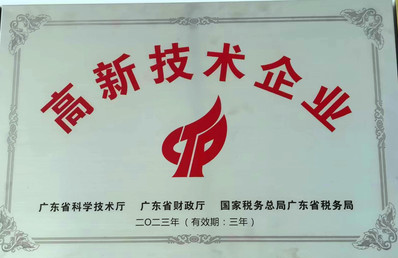 高新技术企业
广东省科学技术厅 广东省财政厅 国家税务总局广东省税务局
二〇二三年（有效期：三年）